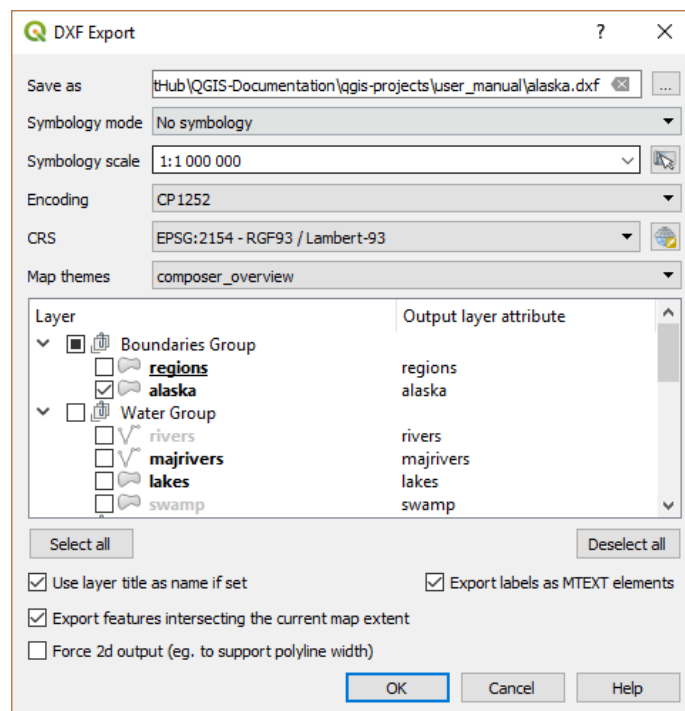 DXF Export ?
Save as tHub\QGIS-Documentation\qgis-projects\user_manual\alaska.dxf ...
Symbology mode No symbology
Symbology scale 1:1 000 000
Encoding CP1252
CRS EPSG:2154 - RGF93 / Lambert-93
Map themes composer_overview
Layer Output layer attribute
Boundaries Group
regions regions
alaska alaska
Water Group
rivers rivers
majrivers majrivers
lakes lakes
swamp swamp
Select all Deselect all
Use layer title as name if set Export labels as MTEXT elements
Export features intersecting the current map extent
Force 2d output (eg. to support polyline width)
OK Cancel Help